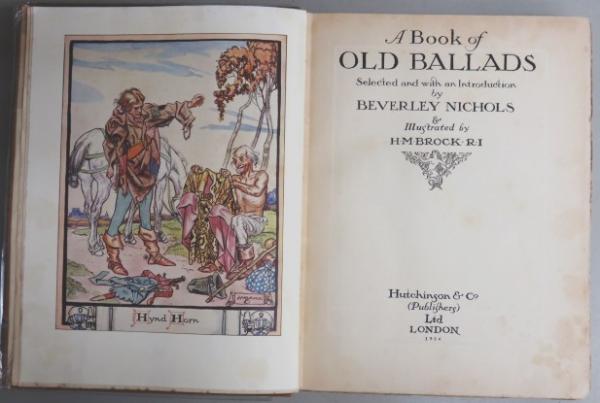 Hynd Horn
A Book of
OLD BALLADS
Selected and with an Introduction
by
BEVERLEY NICHOLS
&
Illustrated by
H·M·BROCK·R·I
Hutchinson & Co
(Publishers)
Ltd
LONDON
1934